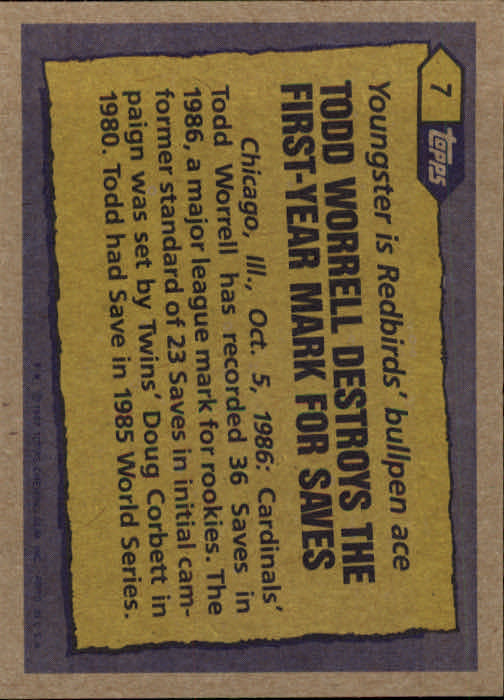 7
topps
Youngster is Redbirds' bullpen ace
TODD WORRELL DESTROYS THE
FIRST-YEAR MARK FOR SAVES
Chicago, Ill., Oct. 5, 1986: Cardinals'
Todd Worrell has recorded 36 Saves in
1986, a major league mark for rookies. The
former standard of 23 Saves in initial cam-
paign was set by Twins' Doug Corbett in
1980. Todd had Save in 1985 World Series.